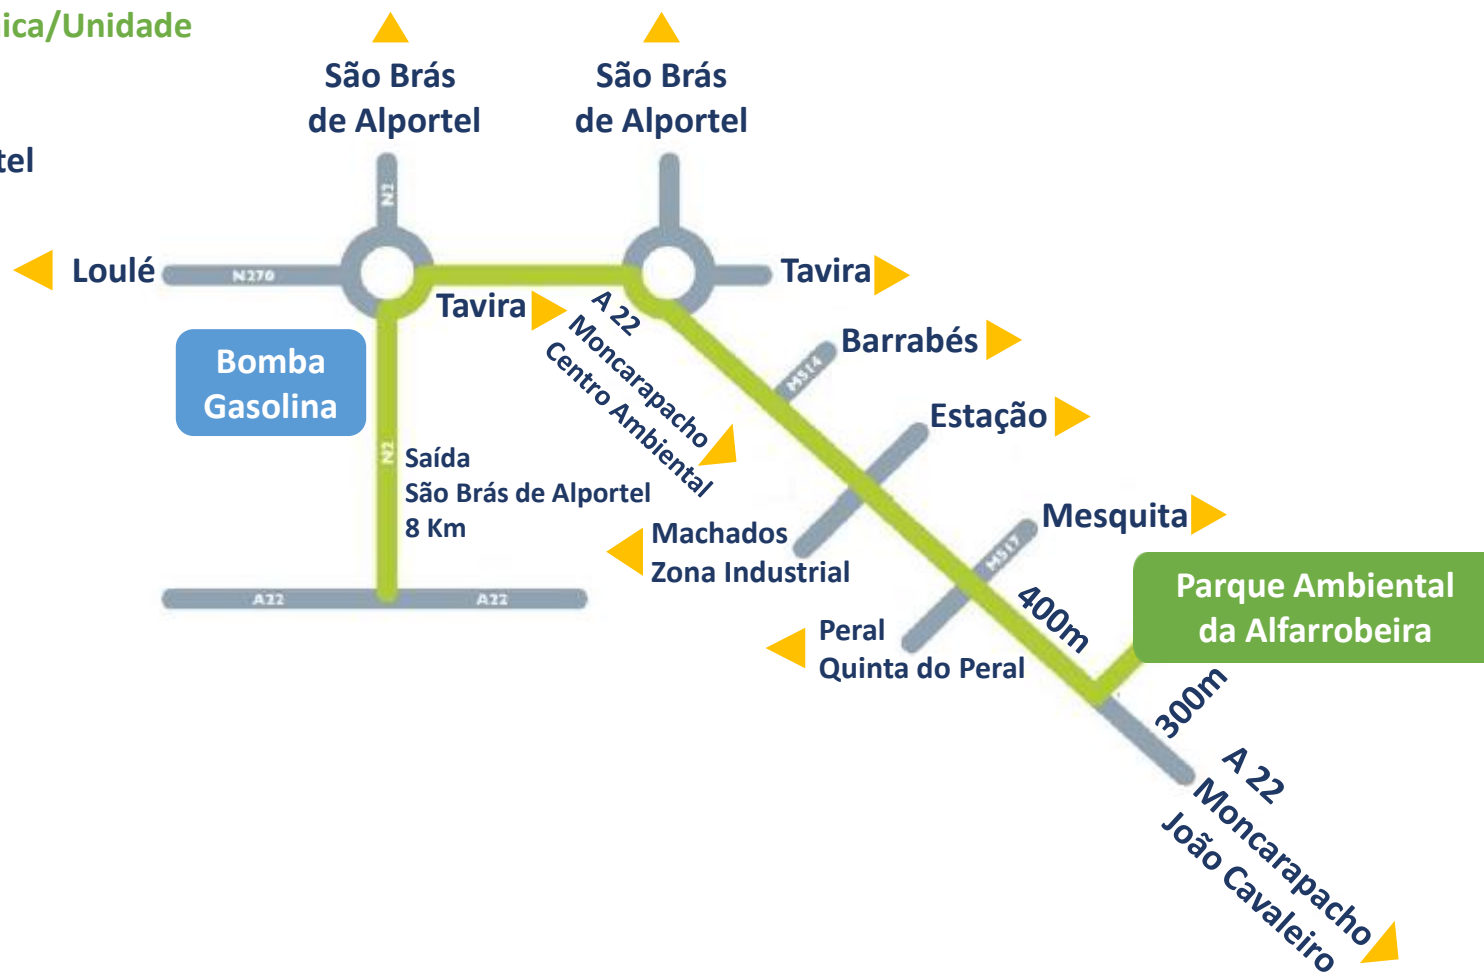 ica/Unidade
tel
São Brás
de Alportel
São Brás
de Alportel
N2
Loulé
N270
Tavira
Tavira
A 22
Moncarapacho
Centro Ambiental
Barrabés
M514
Bomba
Gasolina
Estação
N2
Saída
São Brás de Alportel
8 Km
Machados
Zona Industrial
Mesquita
M517
A22
A22
400m
Parque Ambiental
da Alfarrobeira
Peral
Quinta do Peral
300m
A 22
Moncarapacho
João Cavaleiro